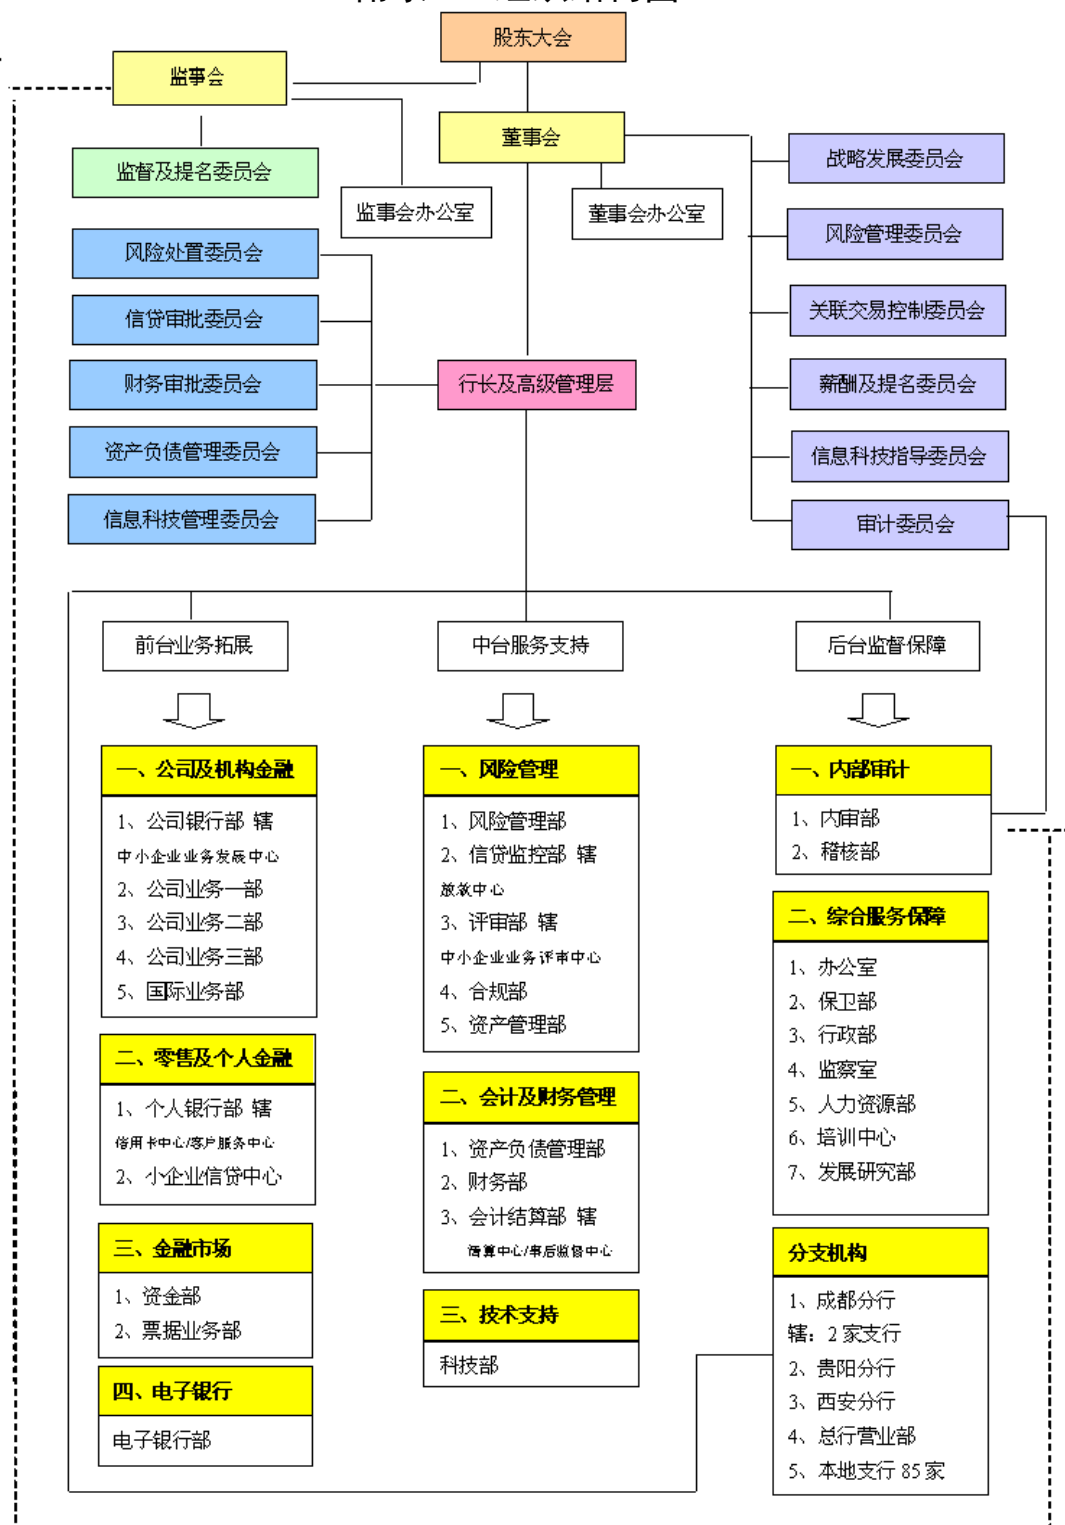 股东大会
监事会
董事会
监督及提名委员会
监事会办公室
董事会办公室
战略发展委员会
风险管理委员会
关联交易控制委员会
薪酬及提名委员会
信息科技指导委员会
审计委员会
风险处置委员会
信贷审批委员会
财务审批委员会
资产负债管理委员会
信息科技管理委员会
行长及高级管理层
前台业务拓展
中台服务支持
后台监督保障
一、公司及机构金融
1、公司银行部 辖
中小企业业务发展中心
2、公司业务一部
3、公司业务二部
4、公司业务三部
5、国际业务部
二、零售及个人金融
1、个人银行部 辖
信用卡中心/客户服务中心
2、小企业信贷中心
三、金融市场
1、资金部
2、票据业务部
四、电子银行
电子银行部
一、风险管理
1、风险管理部
2、信贷监控部 辖
放款中心
3、评审部 辖
中小企业业务评审中心
4、合规部
5、资产管理部
二、会计及财务管理
1、资产负债管理部
2、财务部
3、会计结算部 辖
清算中心/事后监督中心
三、技术支持
科技部
一、内部审计
1、内审部
2、稽核部
二、综合服务保障
1、办公室
2、保卫部
3、行政部
4、监察室
5、人力资源部
6、培训中心
7、发展研究部
分支机构
1、成都分行
辖：2家支行
2、贵阳分行
3、西安分行
4、总行营业部
5、本地支行85家